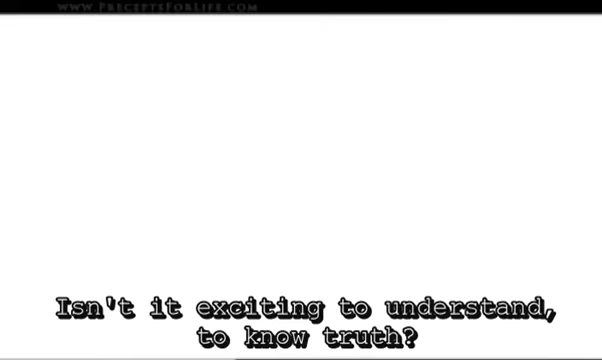 www.PreceptsForLife.com
Isn't it exciting to understand,
to know truth?